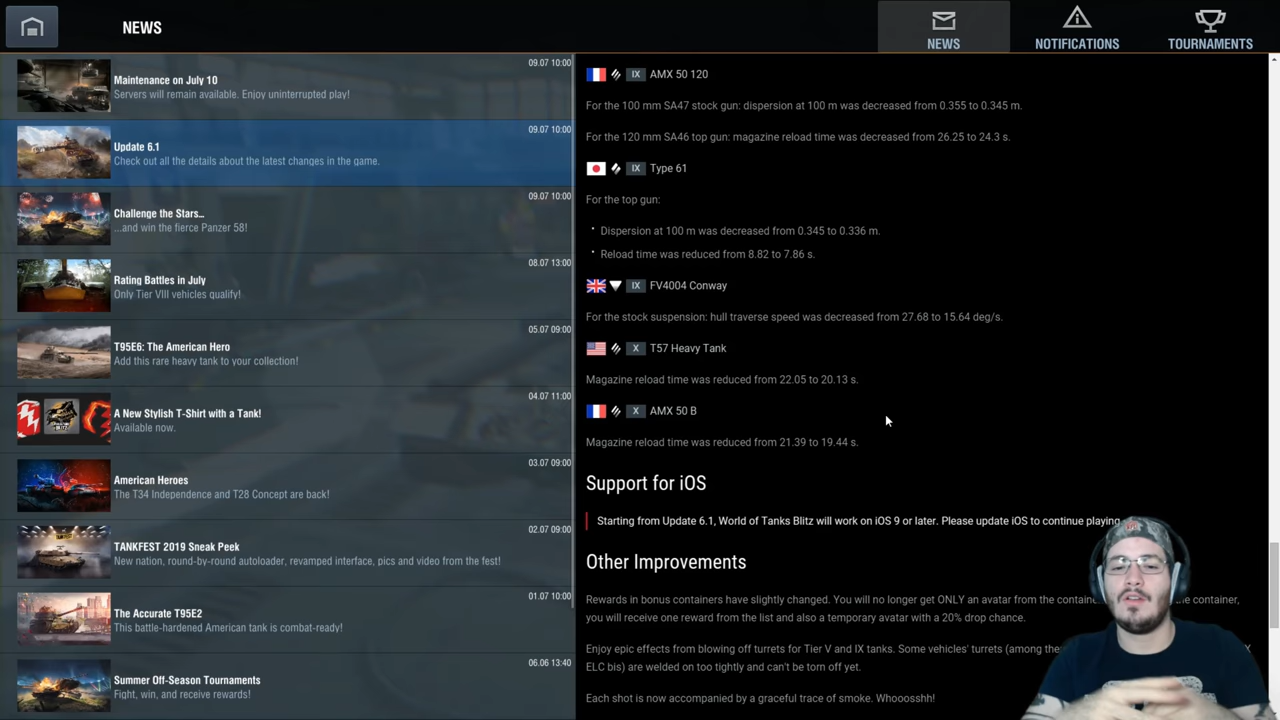 NEWS
NEWS
NOTIFICATIONS
TOURNAMENTS
09.07 10:00
Maintenance on July 10
Servers will remain available. Enjoy uninterrupted play!
09.07 10:00
Update 6.1
Check out all the details about the latest changes in the game.
09.07 10:00
Challenge the Stars...
...and win the fierce Panzer 58!
08.07 13:00
Rating Battles in July
Only Tier VIII vehicles qualify!
05.07 09:00
T95E6: The American Hero
Add this rare heavy tank to your collection!
04.07 11:00
A New Stylish T-Shirt with a Tank!
Available now.
03.07 09:00
American Heroes
The T34 Independence and T28 Concept are back!
02.07 09:00
TANKFEST 2019 Sneak Peek
New nation, round-by-round autoloader, revamped interface, pics and video from the fest!
01.07 10:00
The Accurate T95E2
This battle-hardened American tank is combat-ready!
06.06 13:40
Summer Off-Season Tournaments
Fight, win, and receive rewards!
IX AMX 50 120
For the 100 mm SA47 stock gun: dispersion at 100 m was decreased from 0.355 to 0.345 m.
For the 120 mm SA46 top gun: magazine reload time was decreased from 26.25 to 24.3 s.
IX Type 61
For the top gun:
• Dispersion at 100 m was decreased from 0.345 to 0.336 m.
• Reload time was reduced from 8.82 to 7.86 s.
IX FV4004 Conway
For the stock suspension: hull traverse speed was decreased from 27.68 to 15.64 deg/s.
X T57 Heavy Tank
Magazine reload time was reduced from 22.05 to 20.13 s.
X AMX 50 B
Magazine reload time was reduced from 21.39 to 19.44 s.
Support for iOS
Starting from Update 6.1, World of Tanks Blitz will work on iOS 9 or later. Please update iOS to continue playing
Other Improvements
Rewards in bonus containers have slightly changed. You will no longer get ONLY an avatar from the container, the container,
you will receive one reward from the list and also a temporary avatar with a 20% drop chance.
Enjoy epic effects from blowing off turrets for Tier V and IX tanks. Some vehicles' turrets (among
ELC bis) are welded on too tightly and can't be torn off yet.
Each shot is now accompanied by a graceful trace of smoke. Whooosshh!